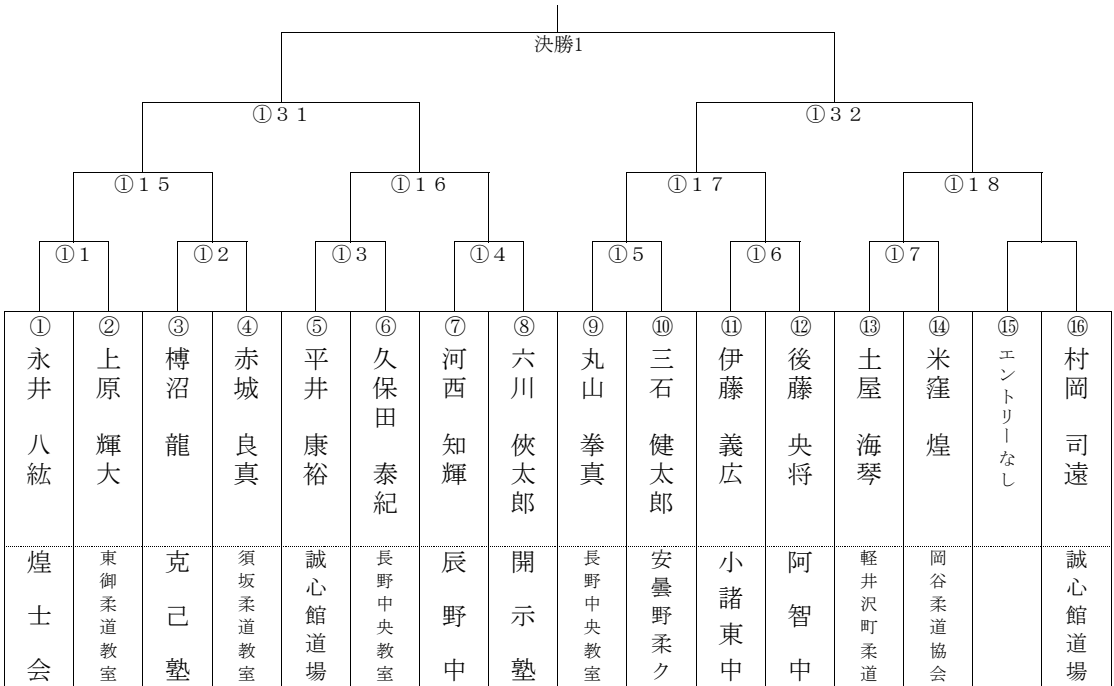 決勝1
①31
①32
①15
①16
①17
①18
①1
①2
①3
①4
①5
①6
①7
①
永井 八紘
煌士会
②
上原 輝大
東御柔道教室
③
榑沼 龍
克己塾
④
赤城 良真
須坂柔道教室
⑤
平井 康裕
誠心館道場
⑥
久保田 泰紀
長野中央教室
⑦
河西 知輝
辰野中
⑧
六川 俠太郎
開示塾
⑨
丸山 拳真
長野中央教室
⑩
三石 健太郎
安曇野柔ク
⑪
伊藤 義広
小諸東中
⑫
後藤 央将
阿智中
⑬
土屋 海琴
軽井沢町柔道
⑭
米窪 煌
岡谷柔道協会
⑮
エントリーなし
⑯
村岡 司遠
誠心館道場